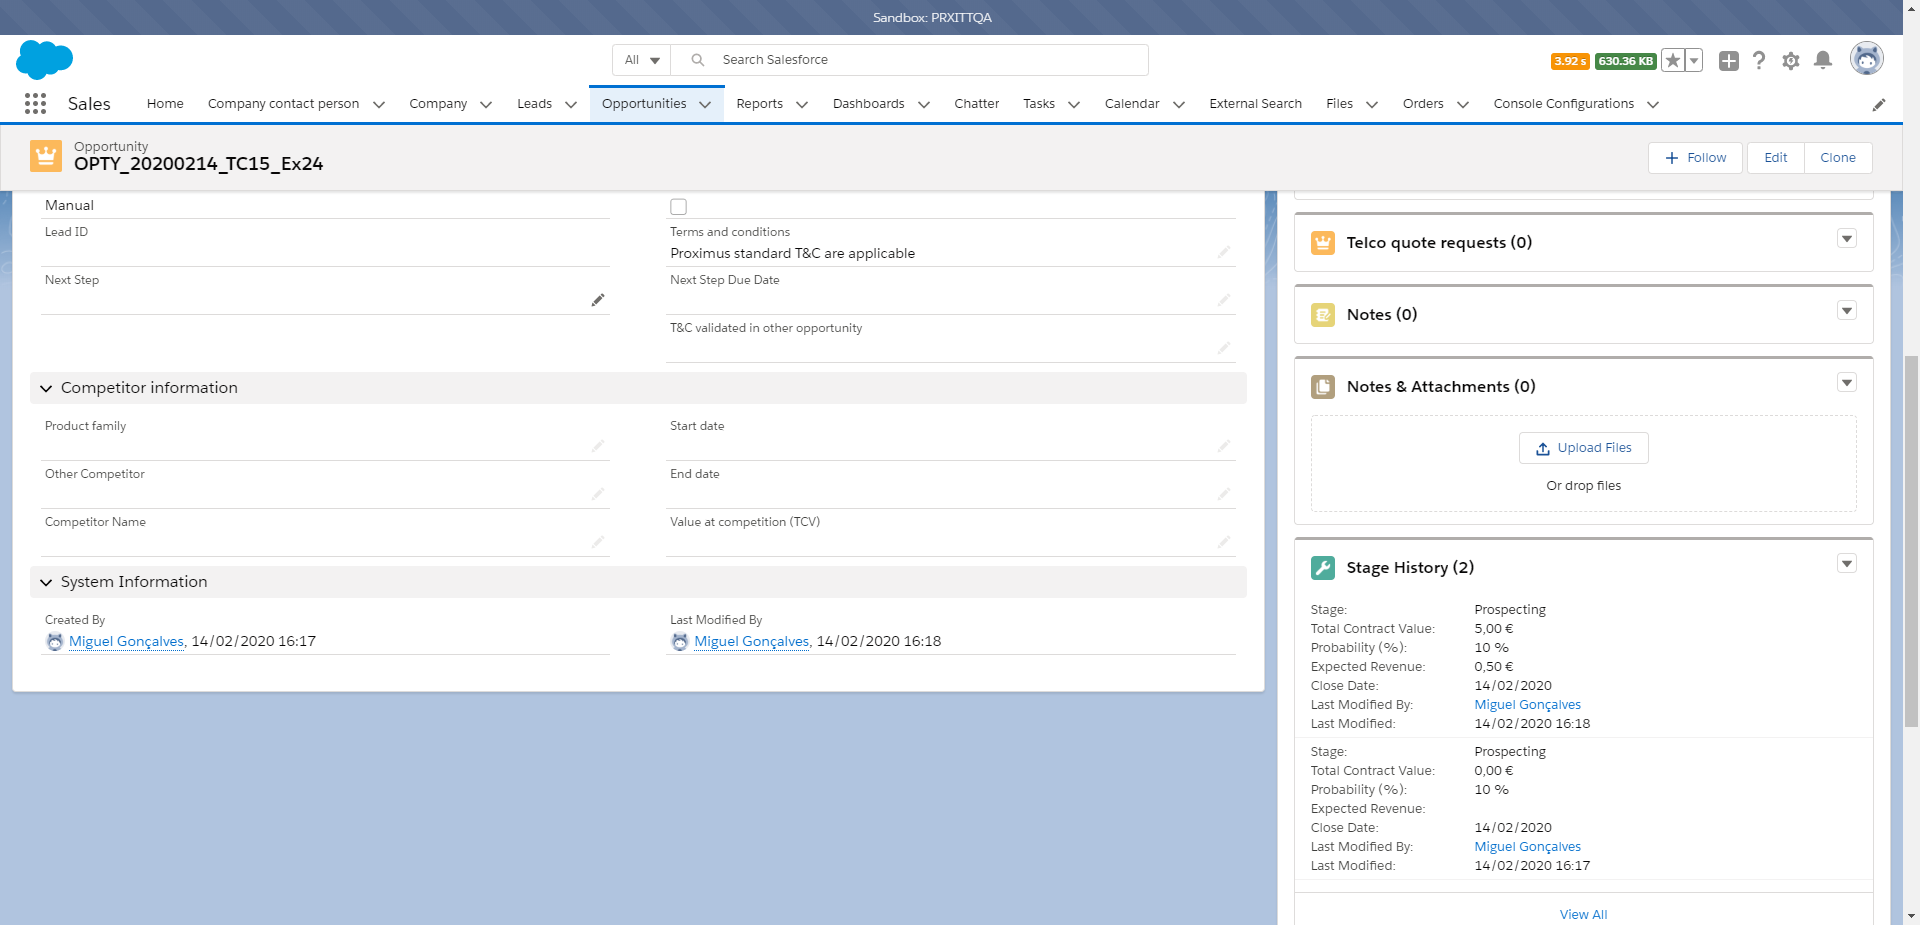 Sandbox: PRXITTQA
All
Search Salesforce
3.92 s
630.36 KB
Sales
Home
Company contact person
Company
Leads
Opportunities
Reports
Dashboards
Chatter
Tasks
Calendar
External Search
Files
Orders
Console Configurations
Opportunity
OPTY_20200214_TC15_Ex24
Follow
Edit
Clone
Manual
Lead ID
Terms and conditions
Proximus standard T&C are applicable
Next Step
Next Step Due Date
T&C validated in other opportunity
Competitor information
Product family
Start date
Other Competitor
End date
Competitor Name
Value at competition (TCV)
System Information
Created By
Last Modified By
Miguel Gonçalves, 14/02/2020 16:17
Miguel Gonçalves, 14/02/2020 16:18
Telco quote requests (0)
Notes (0)
Notes & Attachments (0)
Upload Files
Or drop files
Stage History (2)
Stage: Prospecting
Total Contract Value: 5,00 €
Probability (%): 10 %
Expected Revenue: 0,50 €
Close Date: 14/02/2020
Last Modified By: Miguel Gonçalves
Last Modified: 14/02/2020 16:18
Stage: Prospecting
Total Contract Value: 0,00 €
Probability (%): 10 %
Expected Revenue:
Close Date: 14/02/2020
Last Modified By: Miguel Gonçalves
Last Modified: 14/02/2020 16:17
View All